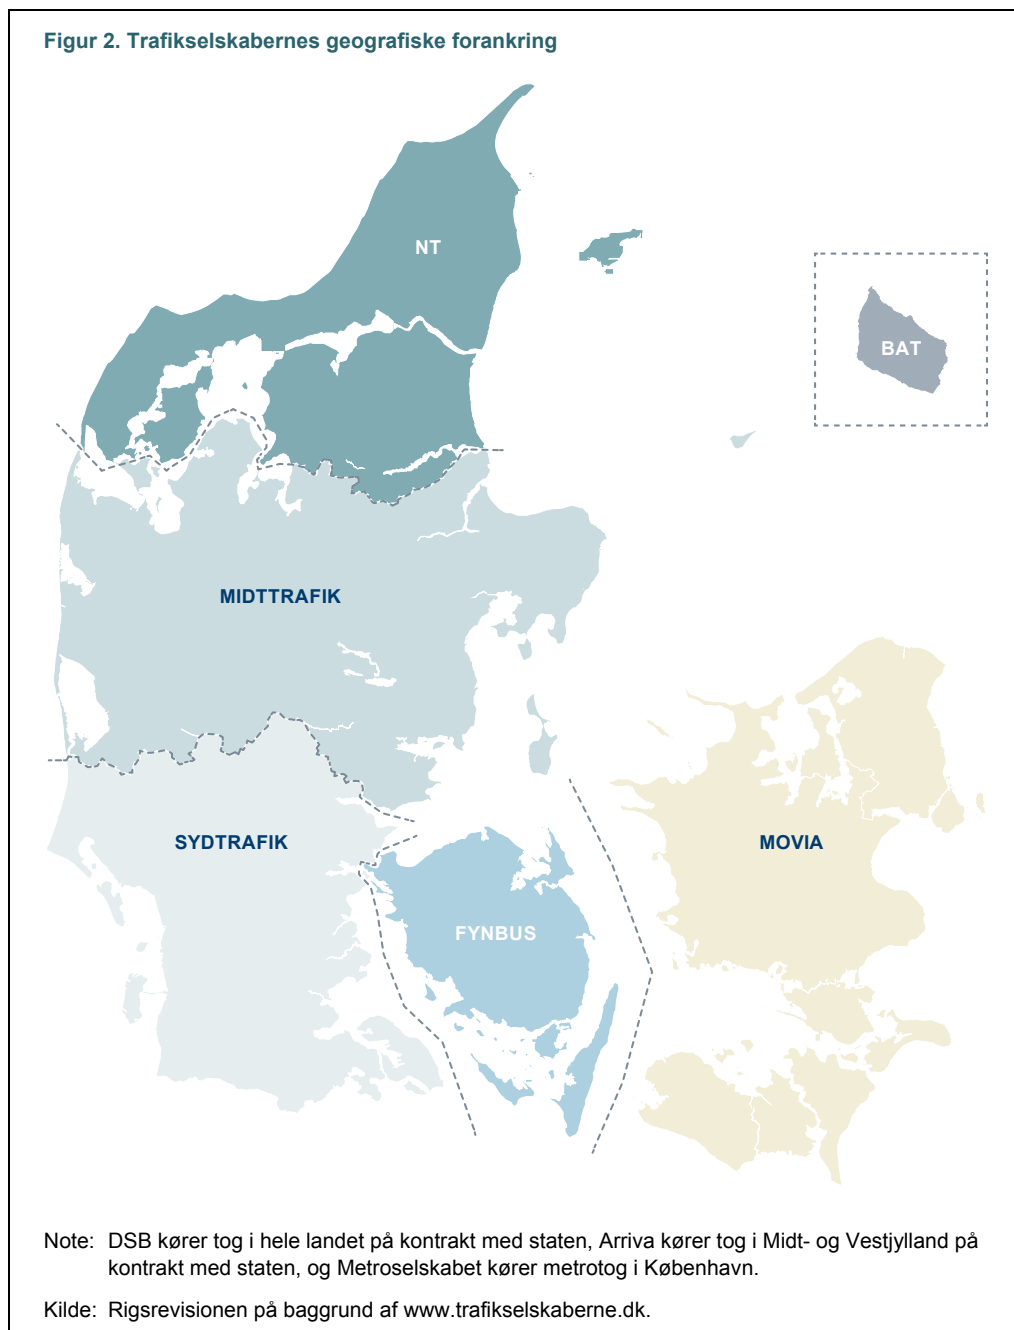 Figur 2. Trafikselskabernes geografiske forankring
NT
BAT
MIDTTRAFIK
SYDTRAFIK
MOVIA
FYNBUS
Note: DSB kører tog i hele landet på kontrakt med staten, Arriva kører tog i Midt- og Vestjylland på
kontrakt med staten, og Metroselskabet kører metrotog i København.
Kilde: Rigsrevisionen på baggrund af www.trafikselskaberne.dk.